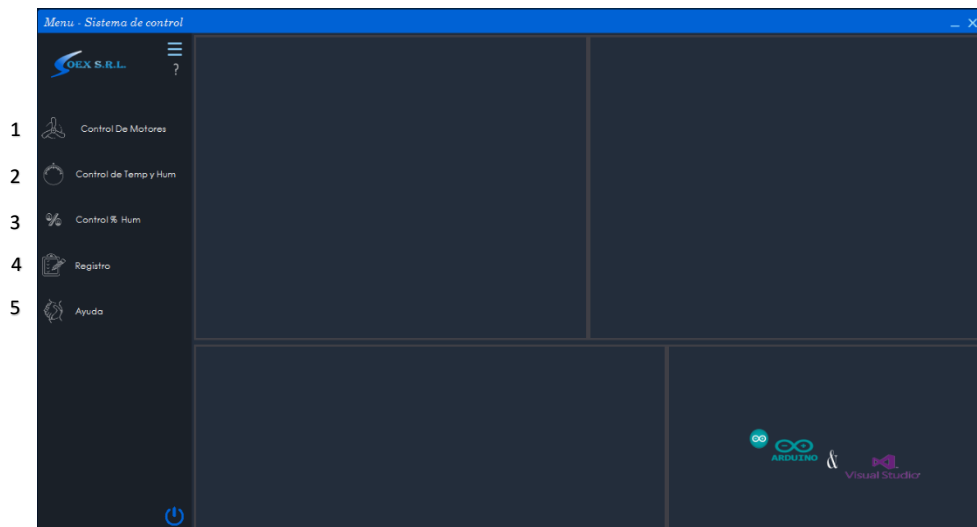 Menu - Sistema de control
OEX S.R.L.
?
1 Control De Motores
2 Control de Temp y Hum
3 Control % Hum
4 Registro
5 Ayuda
ARDUINO
&
Visual Studio